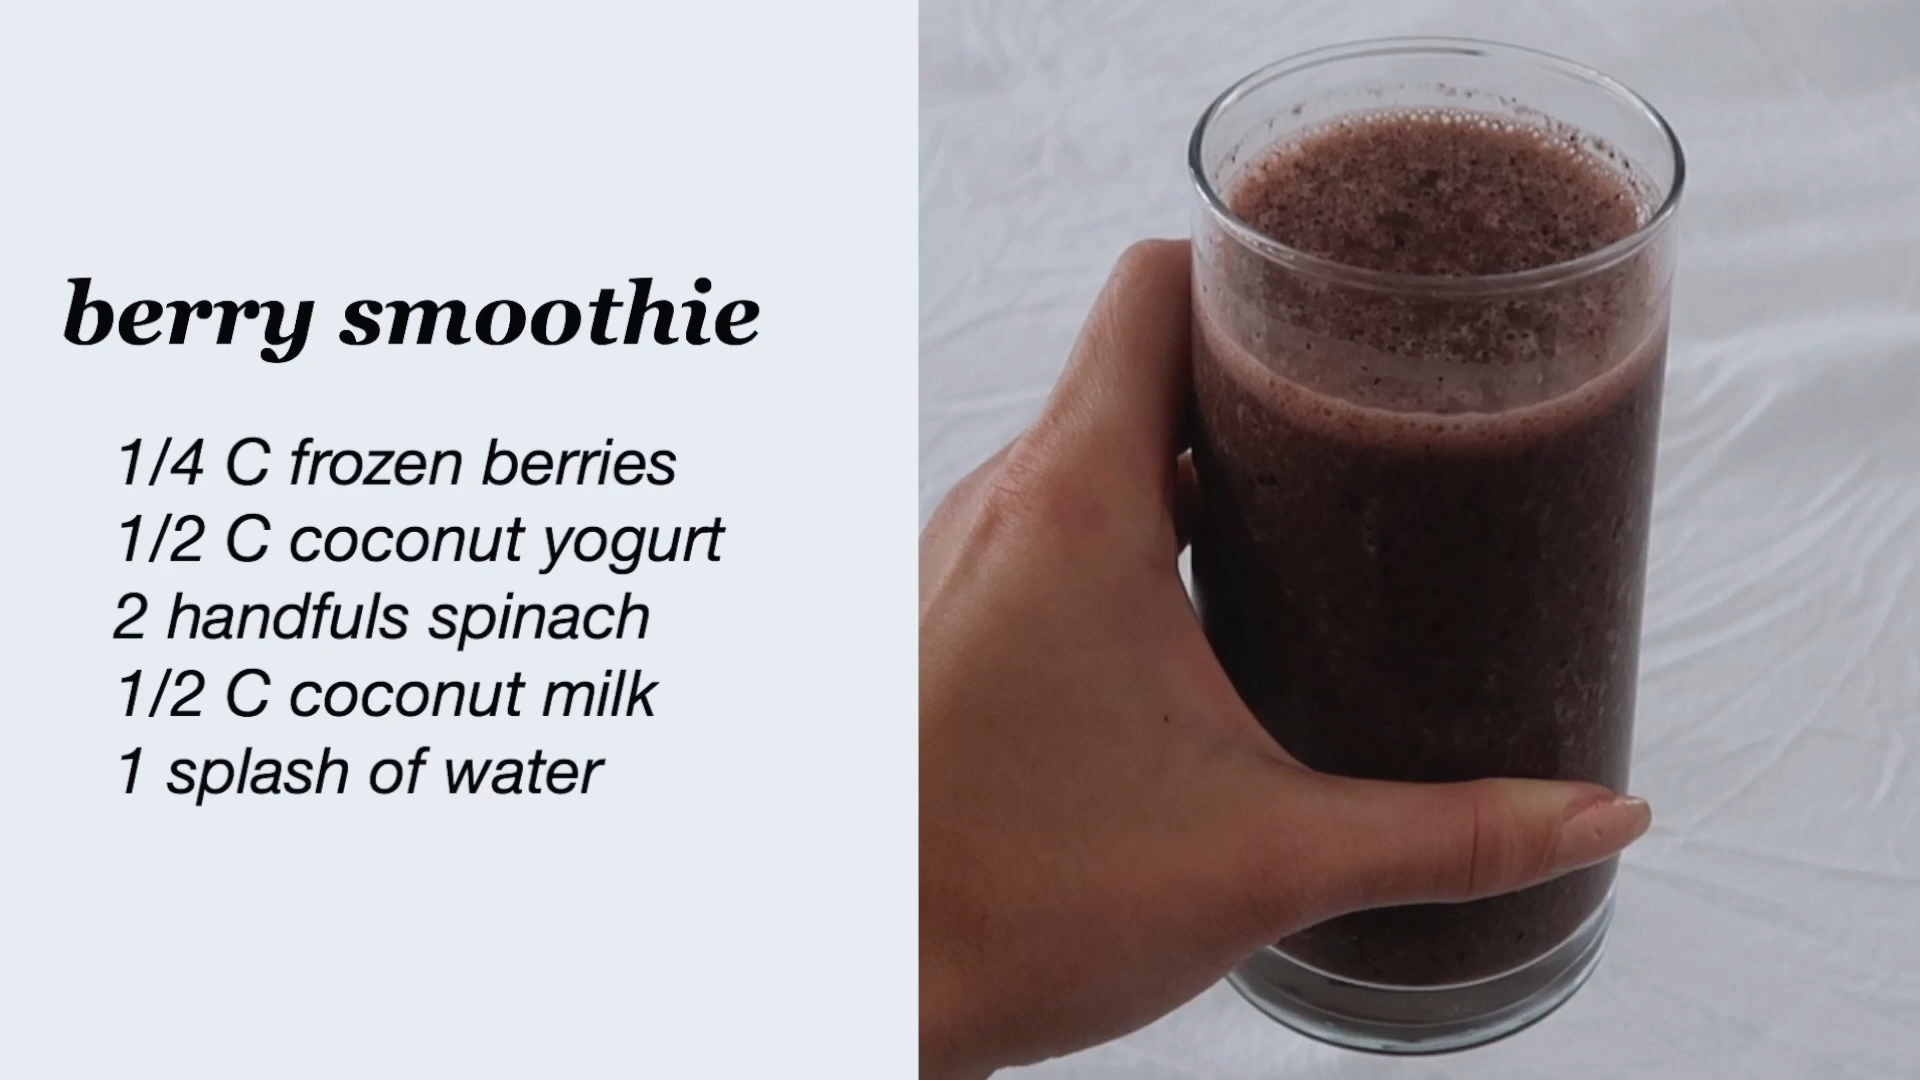 berry smoothie
1/4 C frozen berries
1/2 C coconut yogurt
2 handfuls spinach
1/2 C coconut milk
1 splash of water